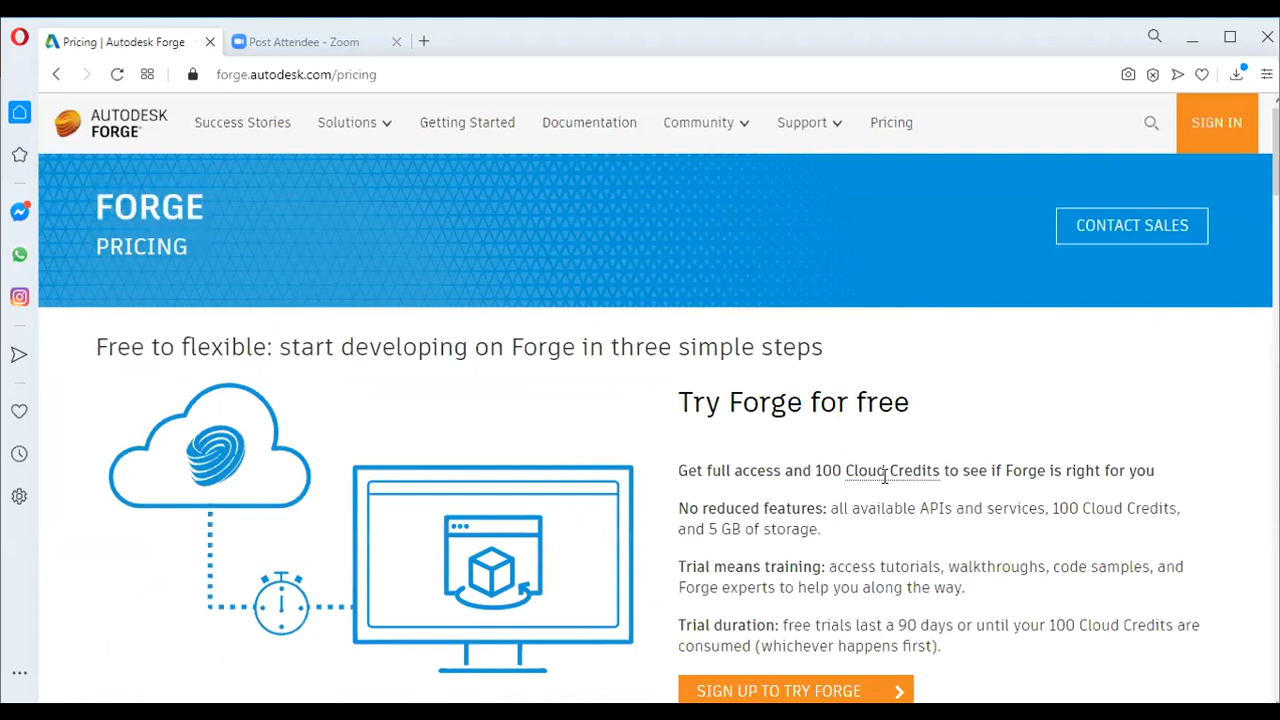 Pricing | Autodesk Forge
Post Attendee - Zoom
forge.autodesk.com/pricing
AUTODESK
FORGE
Success Stories
Solutions
Getting Started
Documentation
Community
Support
Pricing
SIGN IN
FORGE
PRICING
CONTACT SALES
Free to flexible: start developing on Forge in three simple steps
Try Forge for free
Get full access and 100 Cloud Credits to see if Forge is right for you
No reduced features: all available APIs and services, 100 Cloud Credits,
and 5 GB of storage.
Trial means training: access tutorials, walkthroughs, code samples, and
Forge experts to help you along the way.
Trial duration: free trials last a 90 days or until your 100 Cloud Credits are
consumed (whichever happens first).
SIGN UP TO TRY FORGE